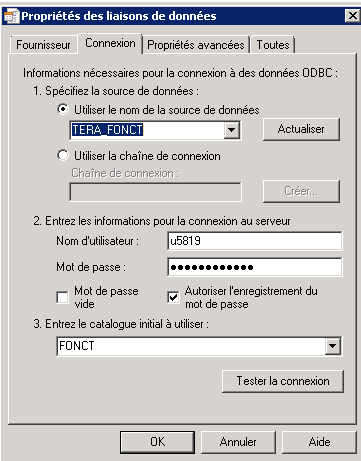 Propriétés des liaisons de données
Fournisseur Connexion Propriétés avancées Toutes
Informations nécessaires pour la connexion à des données ODBC :
1. Spécifiez la source de données :
Utiliser le nom de la source de données
TERA_FONCT Actualiser
Utiliser la chaîne de connexion
Chaîne de connexion :
Créer...
2. Entrez les informations pour la connexion au serveur
Nom d'utilisateur : u5819
Mot de passe : ●●●●●●●●●●●●
Mot de passe vide
Autoriser l'enregistrement du mot de passe
3. Entrez le catalogue initial à utiliser :
FONCT
Tester la connexion
OK Annuler Aide